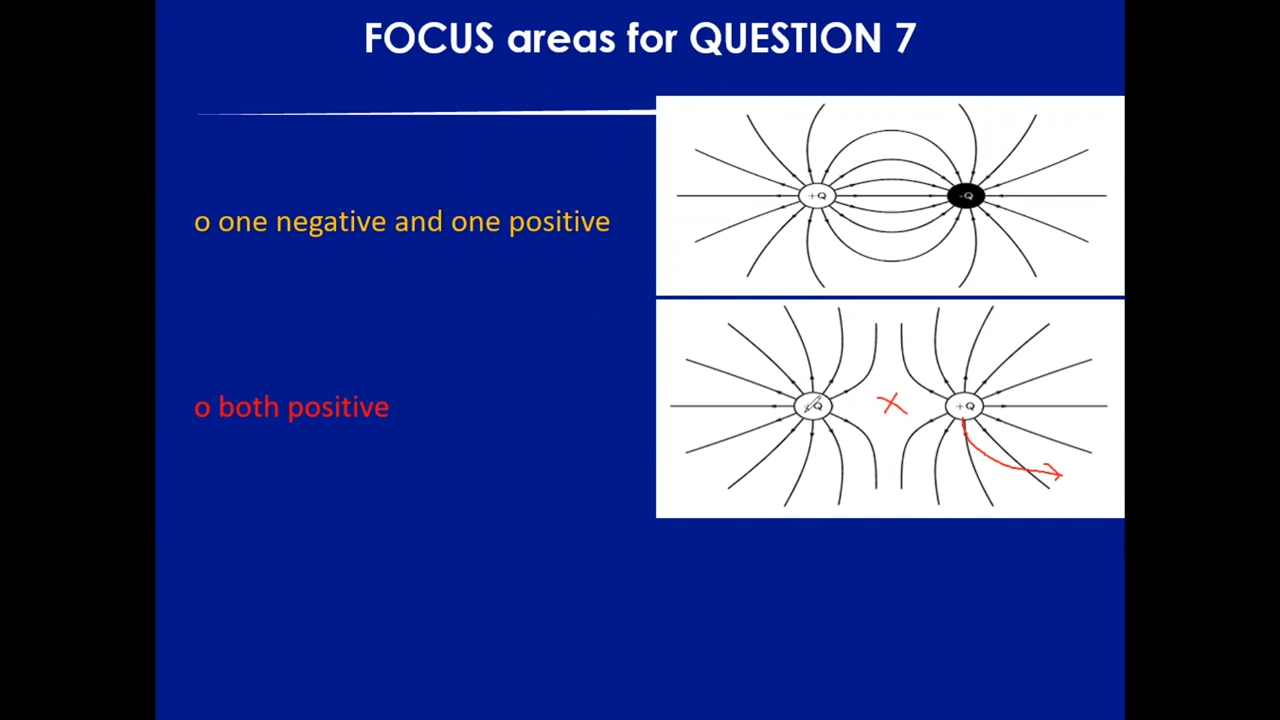 FOCUS areas for QUESTION 7
+Q
-Q
o one negative and one positive
o both positive
Q
+Q